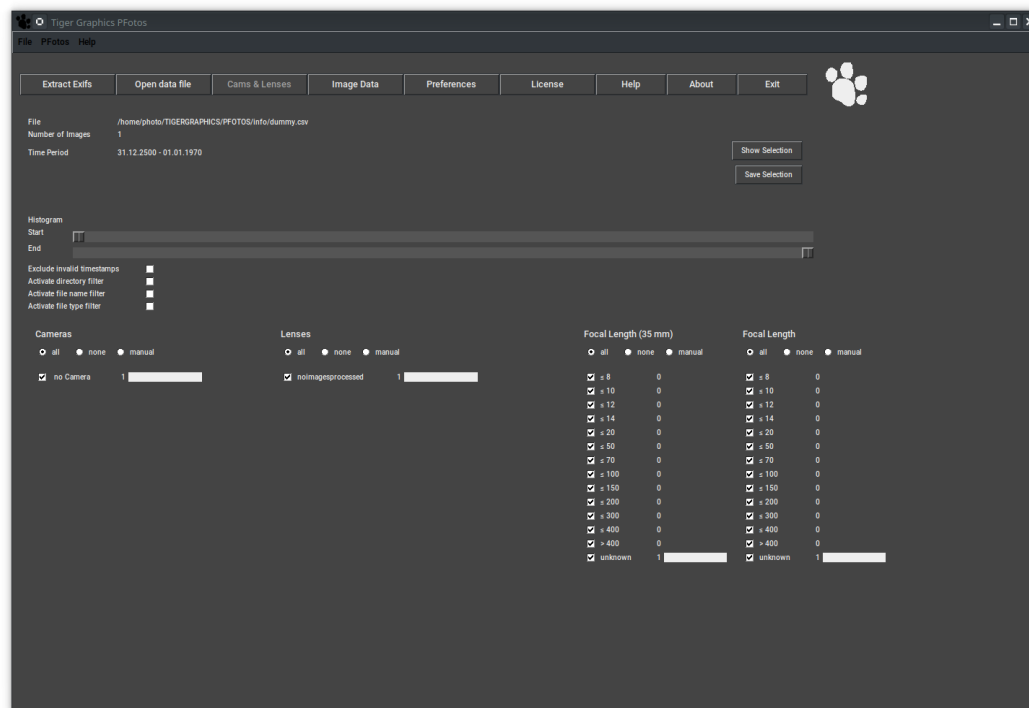 Tiger Graphics PFotos
File PFotos Help
Extract Exifs Open data file Cams & Lenses Image Data Preferences License Help About Exit
File /home/photo/TIGERGRAPHICS/PFOTOS/info/dummy.csv
Number of Images 1
Time Period 31.12.2500 - 01.01.1970
Show Selection
Save Selection
Histogram
Start
End
Exclude invalid timestamps
Activate directory filter
Activate file name filter
Activate file type filter
Cameras Lenses Focal Length (35 mm) Focal Length
all none manual all none manual all none manual all none manual
no Camera 1 noimagesprocessed 1 ≤ 8 0 ≤ 8 0
≤ 10 0 ≤ 10 0
≤ 12 0 ≤ 12 0
≤ 14 0 ≤ 14 0
≤ 20 0 ≤ 20 0
≤ 50 0 ≤ 50 0
≤ 70 0 ≤ 70 0
≤ 100 0 ≤ 100 0
≤ 150 0 ≤ 150 0
≤ 200 0 ≤ 200 0
≤ 300 0 ≤ 300 0
≤ 400 0 ≤ 400 0
> 400 0 > 400 0
unknown 1 unknown 1